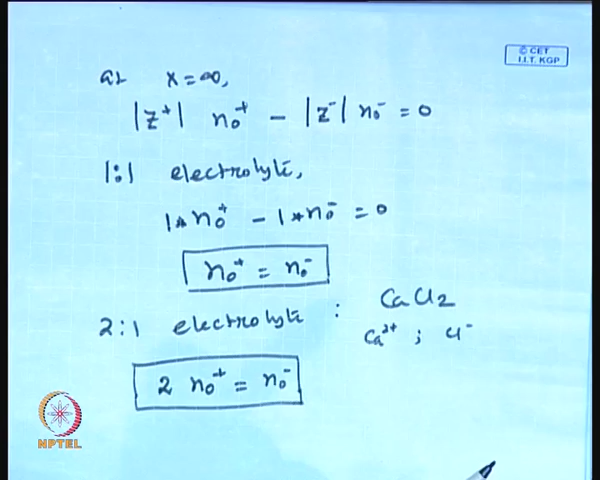 at x = ∞,
© CET
I.I.T. KGP
|z⁺| n₀⁺ - |z⁻| n₀⁻ = 0
1:1 electrolyte,
1*n₀⁺ - 1*n₀⁻ = 0
n₀⁺ = n₀⁻
2:1 electrolyte : CaCl2
Ca²⁺ ; Cl⁻
2 n₀⁺ = n₀⁻
NPTEL